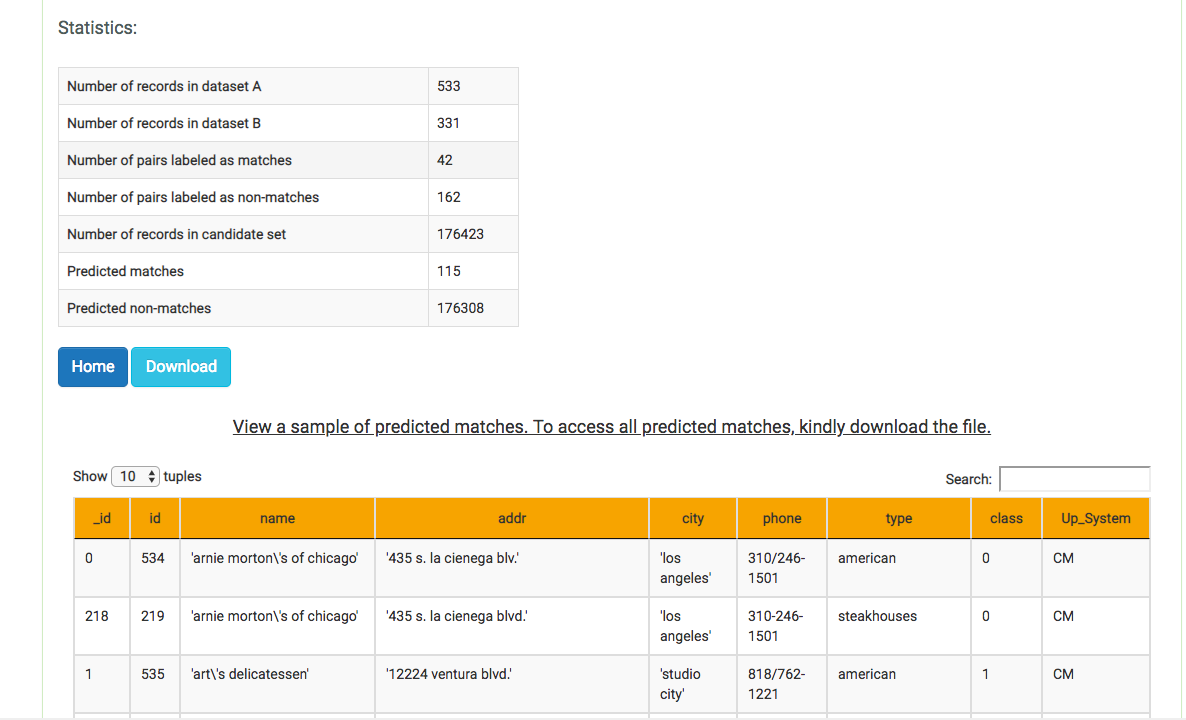 Statistics:
Number of records in dataset A 533
Number of records in dataset B 331
Number of pairs labeled as matches 42
Number of pairs labeled as non-matches 162
Number of records in candidate set 176423
Predicted matches 115
Predicted non-matches 176308
Home Download
View a sample of predicted matches. To access all predicted matches, kindly download the file.
Show 10 tuples Search:
_id id name addr city phone type class Up_System
0 534 'arnie morton\'s of chicago' '435 s. la cienega blv.' 'los 310/246- american 0 CM
angeles' 1501
218 219 'arnie morton\'s of chicago' '435 s. la cienega blvd.' 'los 310-246- steakhouses 0 CM
angeles' 1501
1 535 'art\'s delicatessen' '12224 ventura blvd.' 'studio 818/762- american 1 CM
city' 1221